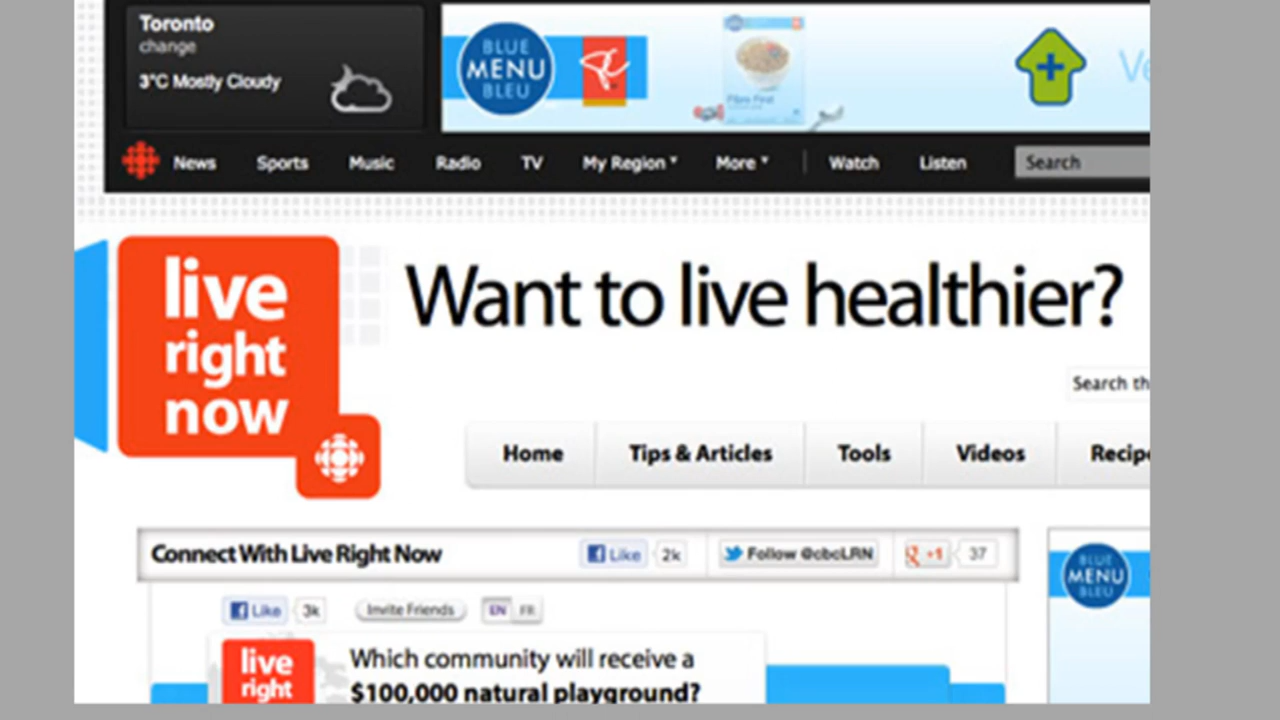 Toronto
change
3°C Mostly Cloudy
BLUE
MENU
BLEU
Fibre First
News Sports Music Radio TV My Region More Watch Listen Search
live
right
now
Want to live healthier?
Search th
Home Tips & Articles Tools Videos Recip
Connect With Live Right Now Like 2k Follow @cbcLRN +1 37
Like 3k Invite Friends EN FR
BLUE
MENU
BLEU
live
right
Which community will receive a
$100,000 natural playground?